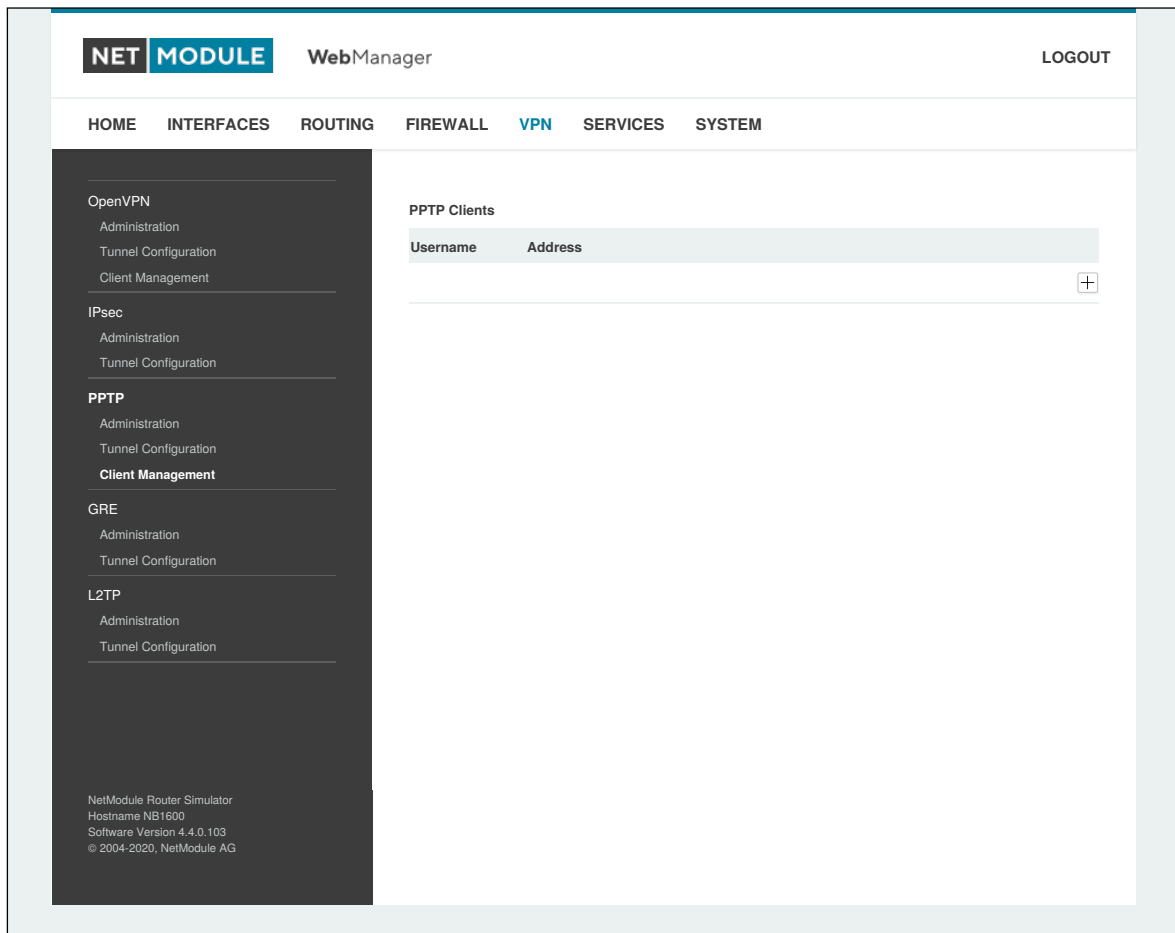 NET MODULE WebManager LOGOUT
HOME INTERFACES ROUTING FIREWALL VPN SERVICES SYSTEM
OpenVPN
Administration
Tunnel Configuration
Client Management
IPsec
Administration
Tunnel Configuration
PPTP
Administration
Tunnel Configuration
Client Management
GRE
Administration
Tunnel Configuration
L2TP
Administration
Tunnel Configuration
NetModule Router Simulator
Hostname NB1600
Software Version 4.4.0.103
© 2004-2020, NetModule AG
PPTP Clients
Username Address